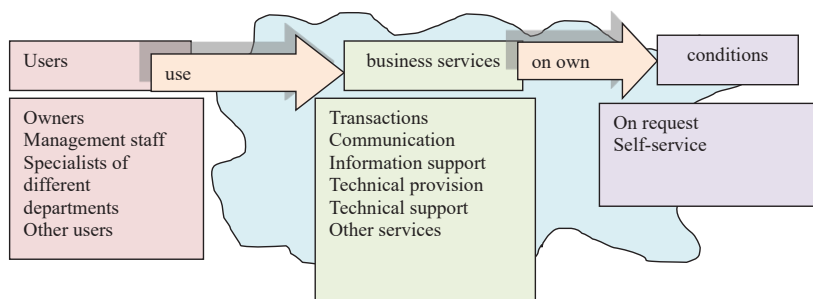 Users
use
business services
on own
conditions
Owners
Management staff
Specialists of
different
departments
Other users
Transactions
Communication
Information support
Technical provision
Technical support
Other services
On request
Self-service